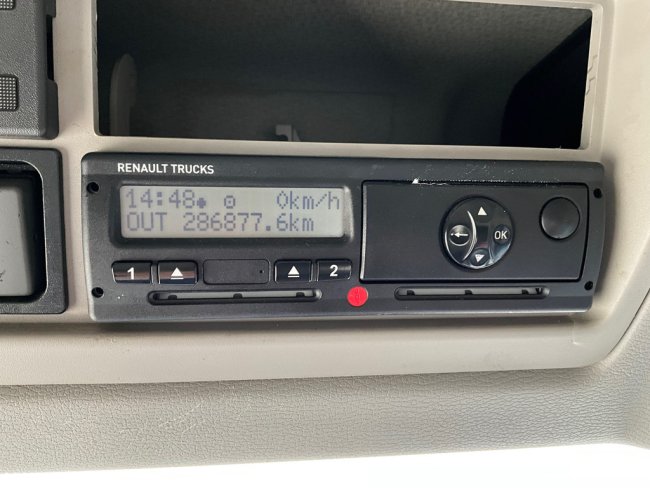 RENAULT TRUCKS
14:48 0km/h
OUT 286877.6km
1 2
OK